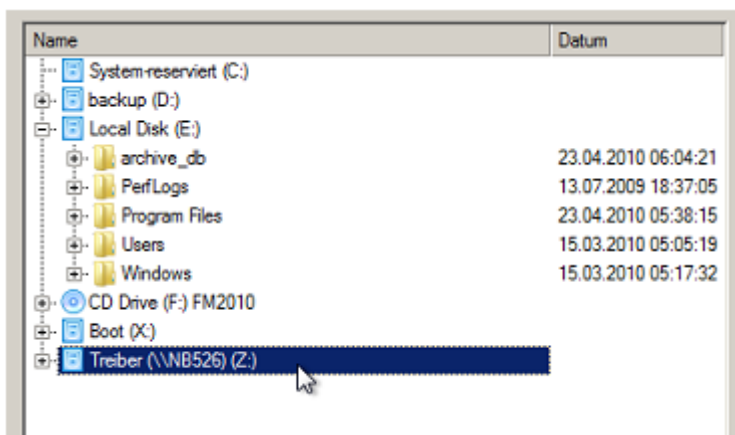 Name Datum
System-reserviert (C:)
backup (D:)
Local Disk (E:)
archive_db 23.04.2010 06:04:21
PerfLogs 13.07.2009 18:37:05
Program Files 23.04.2010 05:38:15
Users 15.03.2010 05:05:19
Windows 15.03.2010 05:17:32
CD Drive (F:) FM2010
Boot (X:)
Treiber (\\NB526) (Z:)